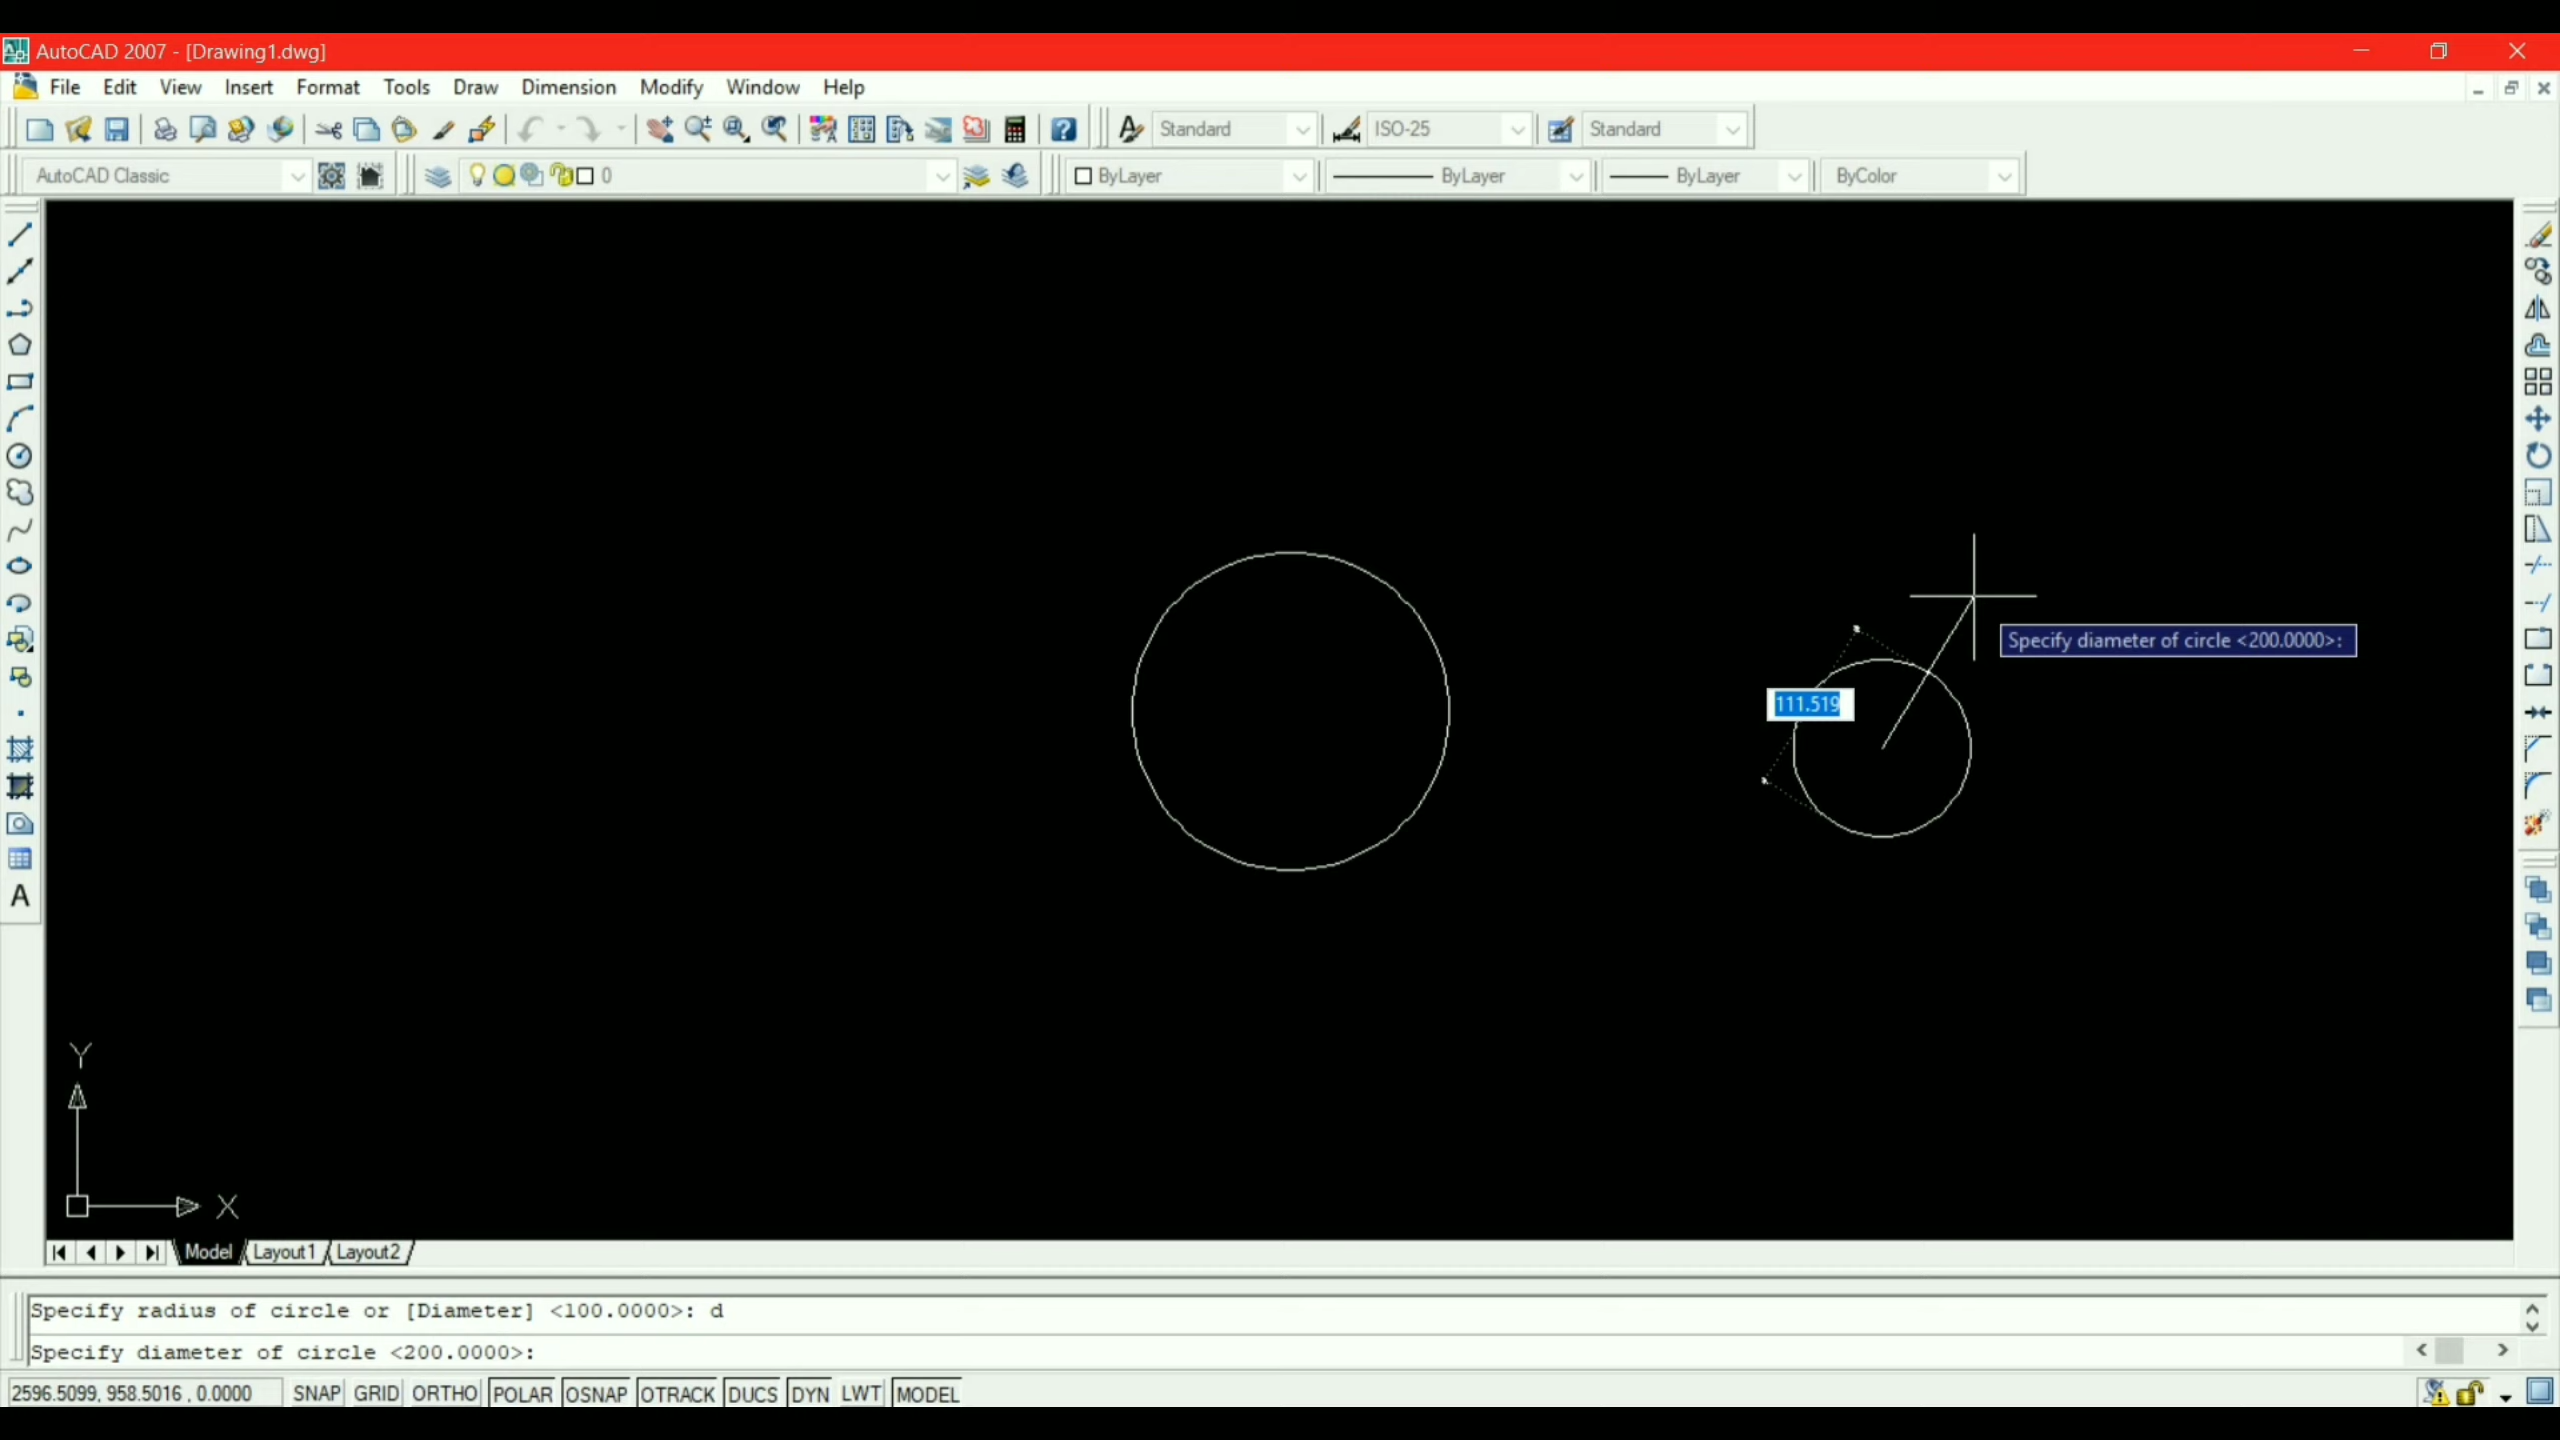 AutoCAD 2007 - [Drawing1.dwg]
File Edit View Insert Format Tools Draw Dimension Modify Window Help
Standard ISO-25 Standard
AutoCAD Classic 0 ByLayer ByLayer ByLayer ByColor
Specify diameter of circle <200.0000>:
111.519
A
Y
X
Model Layout1 Layout2
Specify radius of circle or [Diameter] <100.0000>: d
Specify diameter of circle <200.0000>:
2596.5099, 958.5016 , 0.0000 SNAP GRID ORTHO POLAR OSNAP OTRACK DUCS DYN LWT MODEL